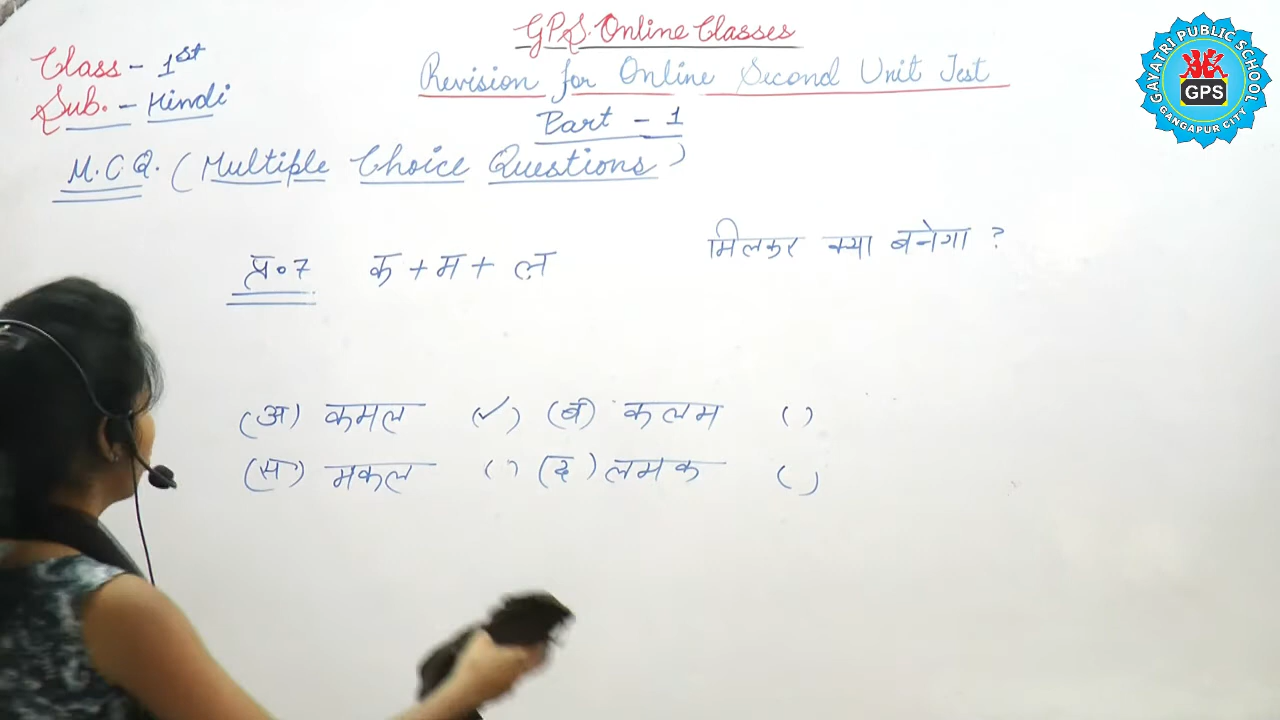 GPS. Online Classes
Class - 1st
Sub. - Hindi
Revision for Online Second Unit Test
Part - 1
M.C.Q. (Multiple Choice Questions)
प्र॰7 क + म + ल मिलकर क्या बनेगा ?
(अ) कमल (✓) (ब) कलम ( )
(स) मकल ( ) (द) लमक ( )
GAYATRI PUBLIC SCHOOL
GPS
GANGAPUR CITY